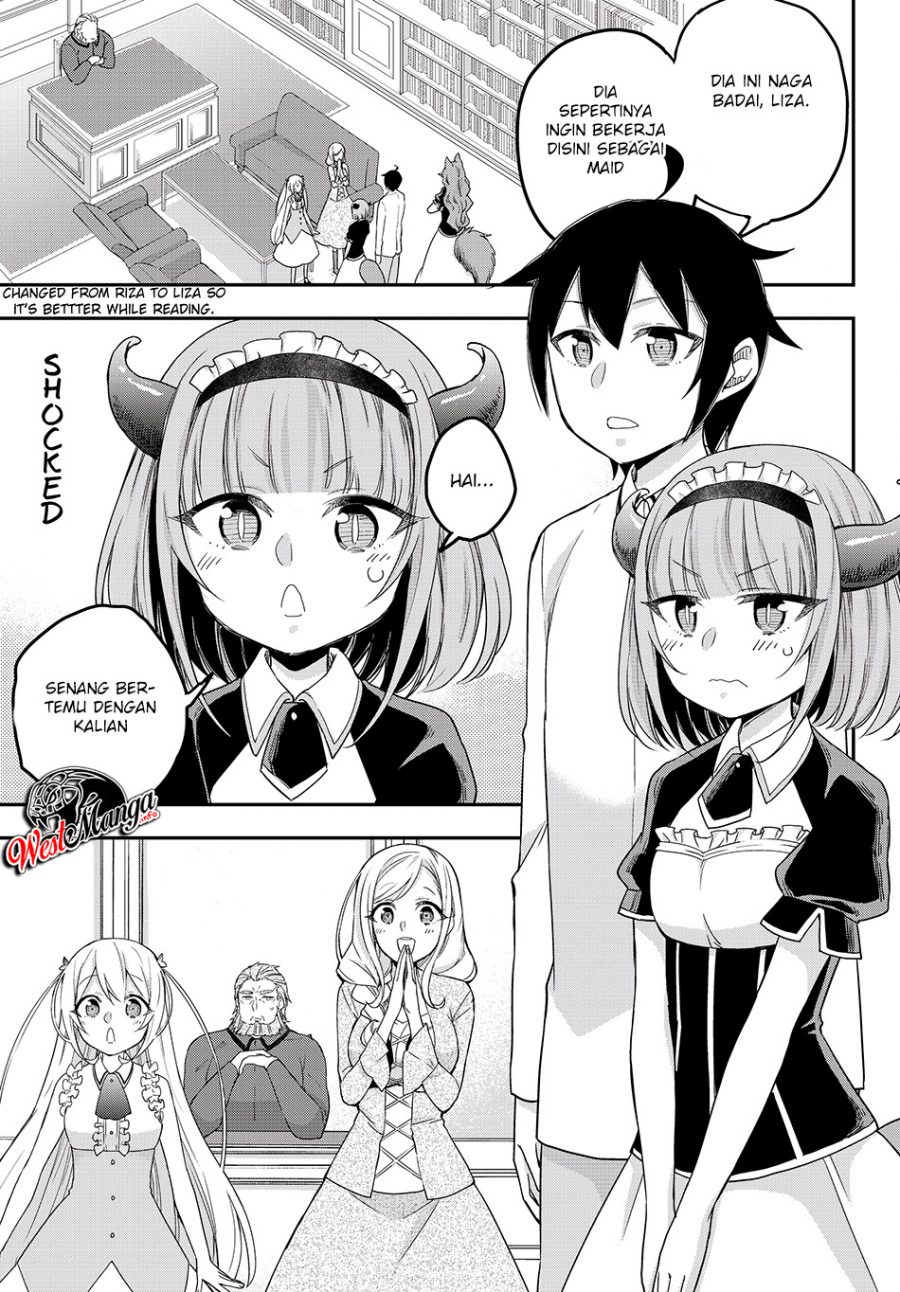 DIA INI NAGA
BADAI, LIZA.
DIA
SEPERTINYA
INGIN BEKERJA
DISINI SEBAGAI
MAID
CHANGED FROM RIZA TO LIZA SO
IT'S BETTTER WHILE READING.
SHOCKED
HAI...
SENANG BER-
TEMU DENGAN
KALIAN
WestManga
.info